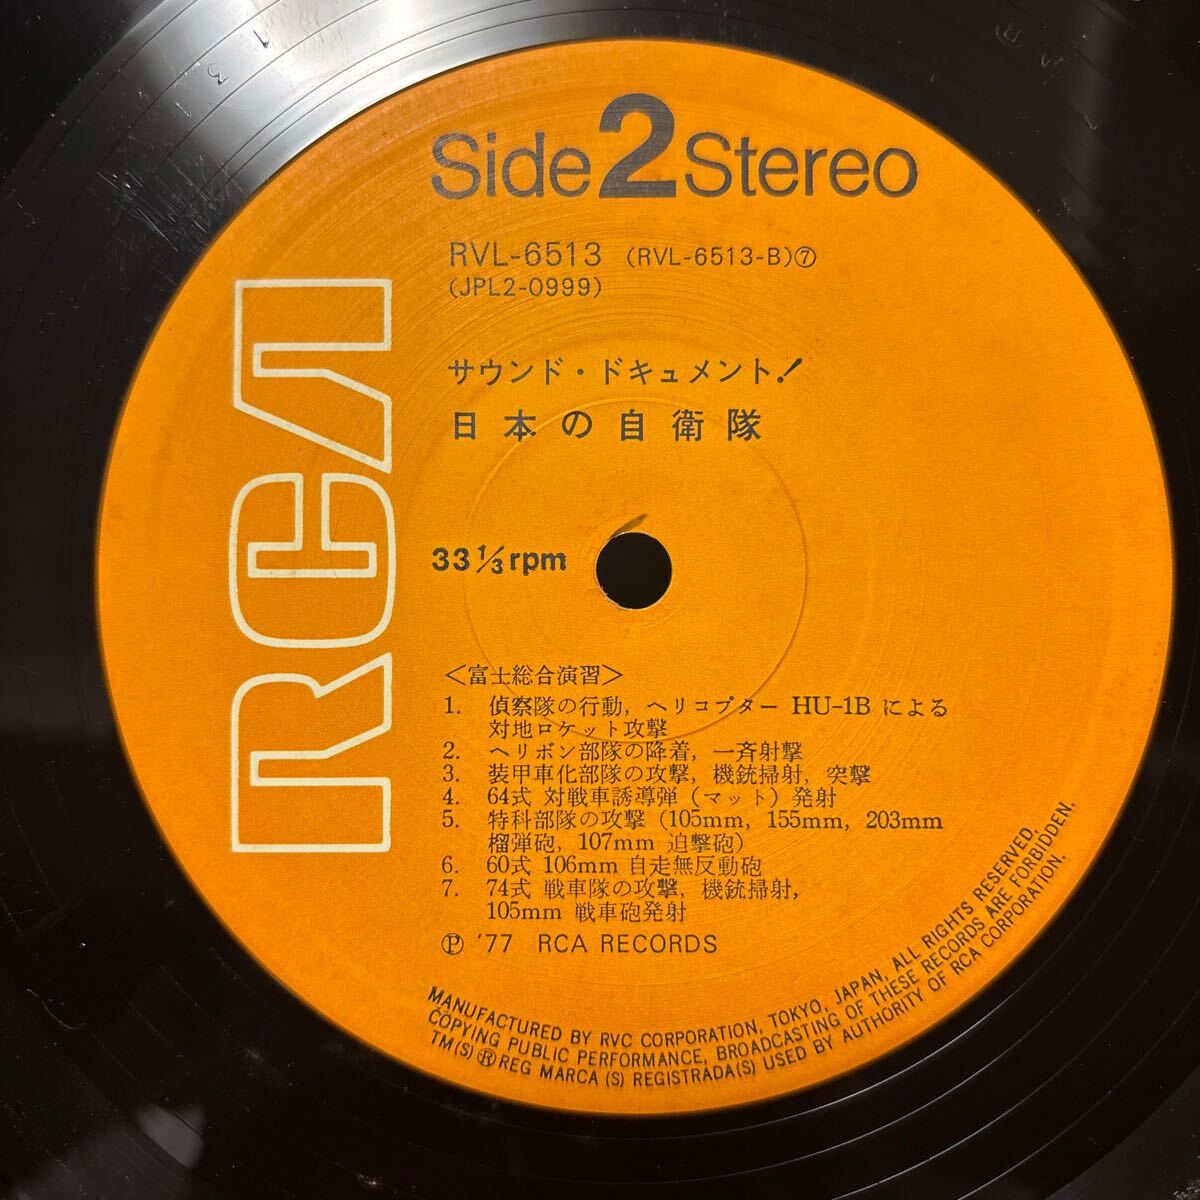 Side 2 Stereo
RVL-6513 (RVL-6513-B)⑦
(JPL2-0999)
サウンド・ドキュメント!
日本の自衛隊
33⅓rpm
RCA
<富士総合演習>
1. 偵察隊の行動, ヘリコプター HU-1B による
対地ロケット攻撃
2. ヘリボン部隊の降着, 一斉射撃
3. 装甲車化部隊の攻撃, 機銃掃射, 突撃
4. 64式 対戦車誘導弾 (マット) 発射
5. 特科部隊の攻撃 (105mm, 155mm, 203mm
榴弾砲, 107mm 迫撃砲)
6. 60式 106mm 自走無反動砲
7. 74式 戦車隊の攻撃, 機銃掃射,
105mm 戦車砲発射
Ⓟ '77 RCA RECORDS
MANUFACTURED BY RVC CORPORATION, TOKYO, JAPAN, ALL RIGHTS RESERVED.
COPYING PUBLIC PERFORMANCE, BROADCASTING OF THESE RECORDS ARE FORBIDDEN.
TM(S) ® REG MARCA (S) REGISTRADA(S) USED BY AUTHORITY OF RCA CORPORATION.